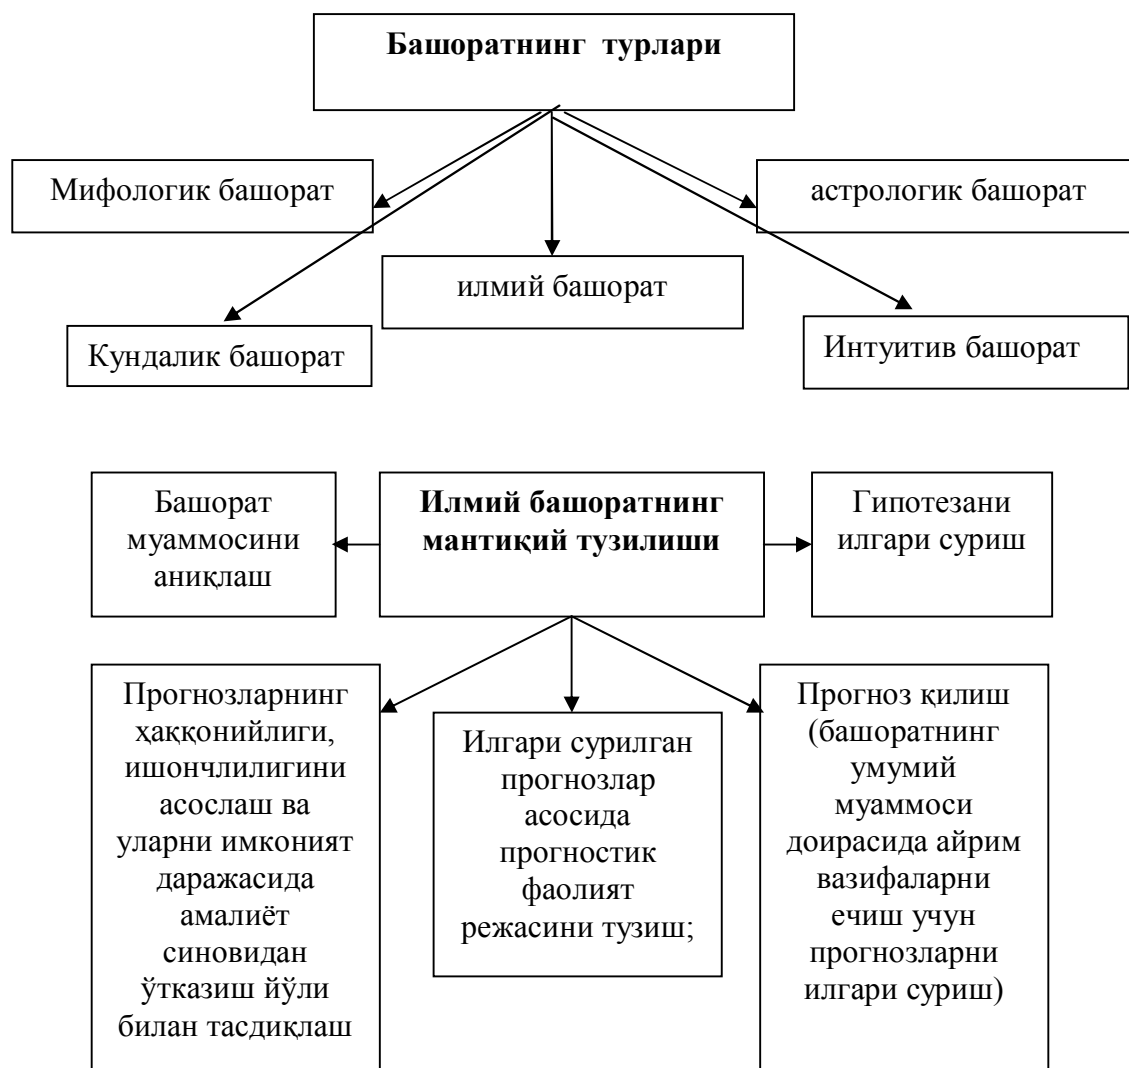 Башоратнинг турлари
Мифологик башорат
астрологик башорат
илмий башорат
Кундалик башорат
Интуитив башорат
Башорат
муаммосини
аниқлаш
Илмий башоратнинг
мантиқий тузилиши
Гипотезани
илгари суриш
Прогнозларнинг
ҳаққонийлиги,
ишончлилигини
асослаш ва
уларни имконият
даражасида
амалиёт
синовидан
ўтказиш йўли
билан тасдиқлаш
Илгари сурилган
прогнозлар
асосида
прогностик
фаолият
режасини тузиш;
Прогноз қилиш
(башоратнинг
умумий
муаммоси
доирасида айрим
вазифаларни
ечиш учун
прогнозларни
илгари суриш)